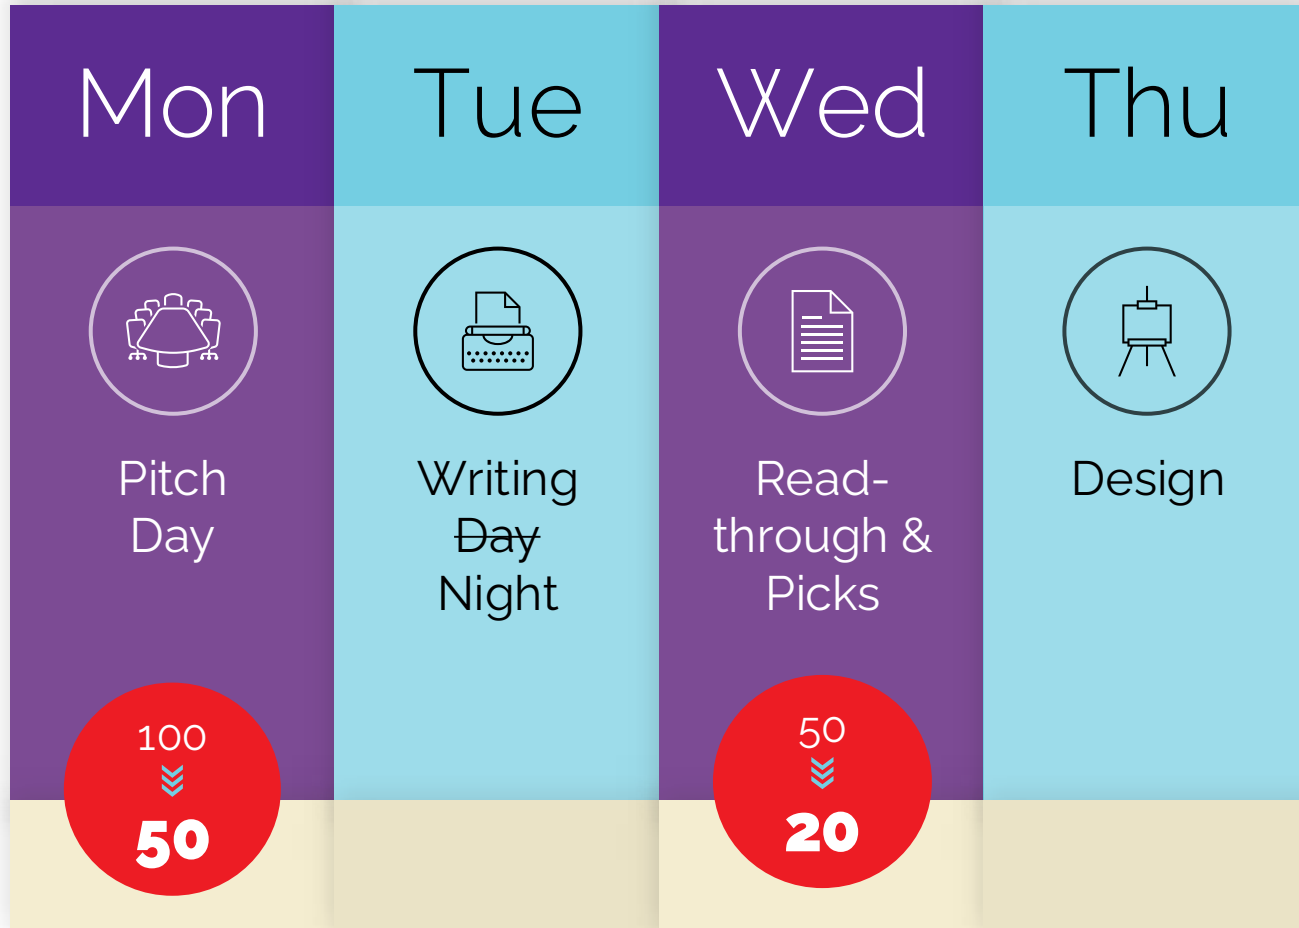 Mon
Tue
Wed
Thu
Pitch
Day
Writing
Day
Night
Read-
through &
Picks
Design
100
50
50
20